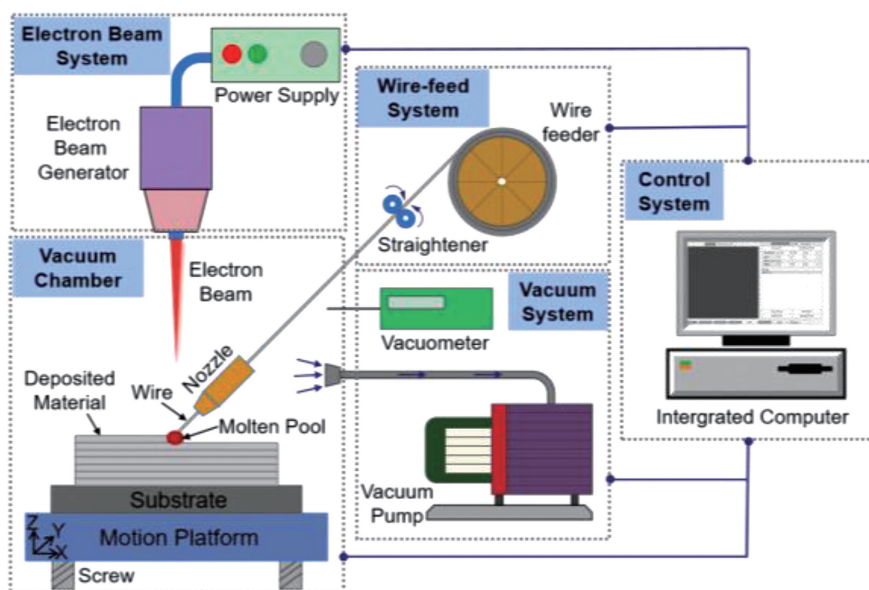 Electron Beam
System
Power Supply
Electron
Beam
Generator
Wire-feed
System
Wire
feeder
Straightener
Control
System
Intergrated Computer
Vacuum
Chamber
Electron
Beam
Nozzle
Deposited
Material
Wire
Molten Pool
Substrate
Z
Y
X
Motion Platform
Screw
Vacuum
System
Vacuometer
Vacuum
Pump